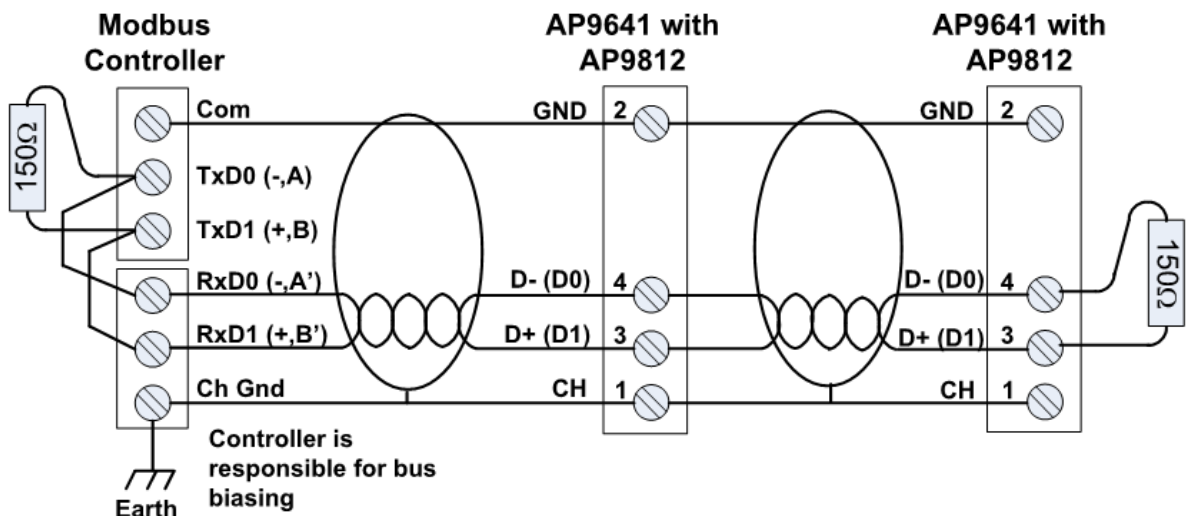 Modbus
Controller
AP9641 with
AP9812
AP9641 with
AP9812
150Ω
Com
GND 2
GND 2
TxD0 (-,A)
TxD1 (+,B)
RxD0 (-,A’)
D- (D0) 4
D- (D0) 4
150Ω
RxD1 (+,B’)
D+ (D1) 3
D+ (D1) 3
Ch Gnd
CH 1
CH 1
Controller is
responsible for bus
biasing
Earth